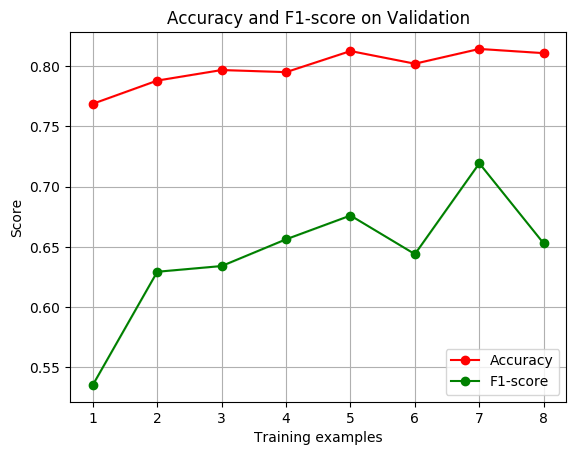 Accuracy and F1-score on Validation
0.80
0.75
0.70
0.65
0.60
0.55
Score
1 2 3 4 5 6 7 8
Training examples
Accuracy
F1-score